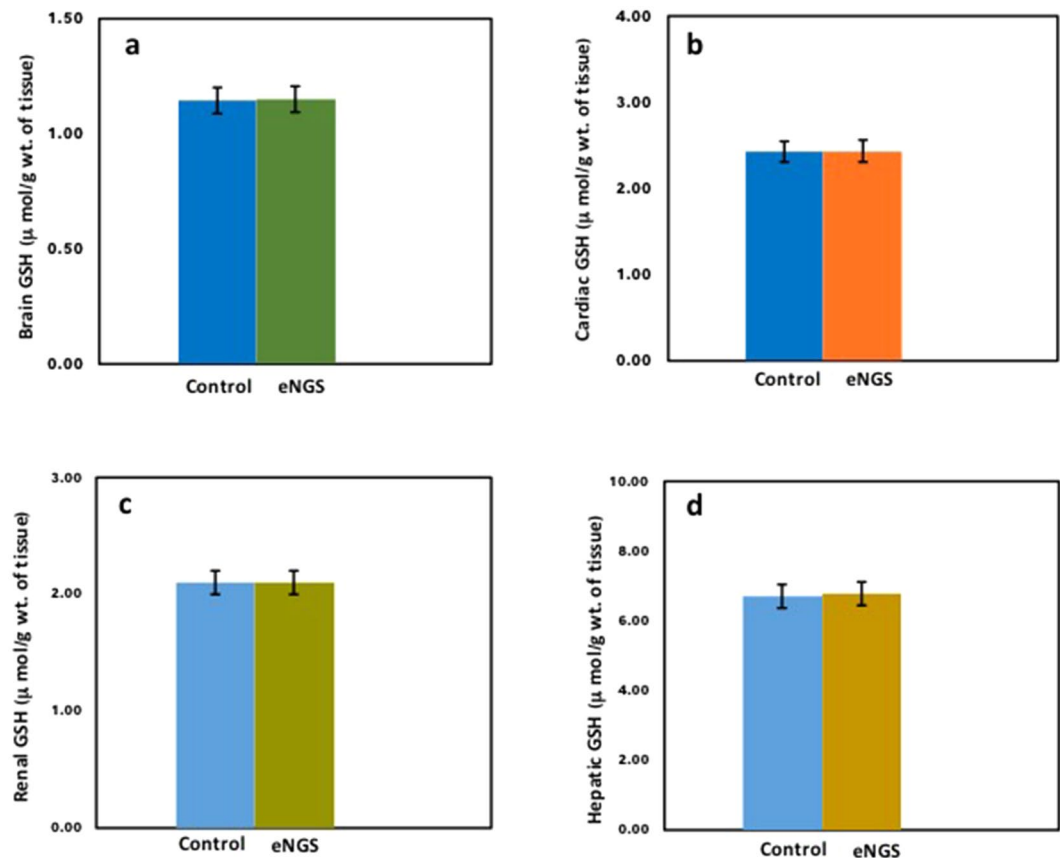 a
Brain GSH (μ mol/g wt. of tissue)
1.50
1.00
0.50
0.00
Control eNGS
b
Cardiac GSH (μ mol/g wt. of tissue)
4.00
3.00
2.00
1.00
0.00
Control eNGS
c
Renal GSH (μ mol/g wt. of tissue)
3.00
2.00
1.00
0.00
Control eNGS
d
Hepatic GSH (μ mol/g wt. of tissue)
10.00
8.00
6.00
4.00
2.00
0.00
Control eNGS